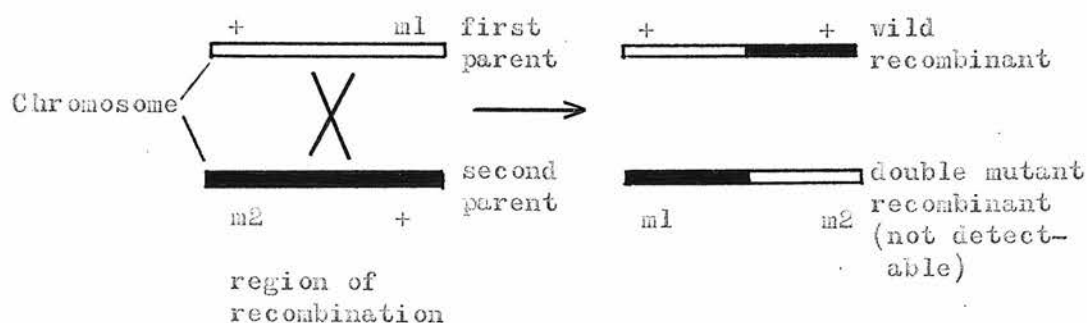 + m1 first
parent
Chromosome
second
parent
m2 +
region of
recombination
+ + wild
recombinant
double mutant
recombinant
(not detect-
able)
m1 m2